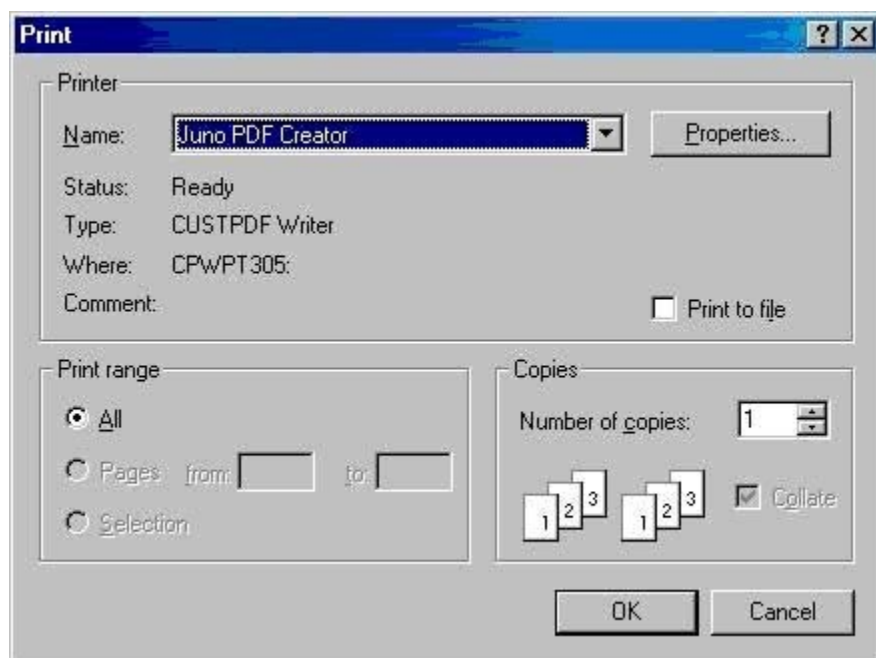 Print
Printer
Name: Juno PDF Creator Properties...
Status: Ready
Type: CUSTPDF Writer
Where: CPWPT305:
Comment:
Print to file
Print range
All
Pages from: to:
Selection
Copies
Number of copies: 1
1 2 3 1 2 3 Collate
OK Cancel